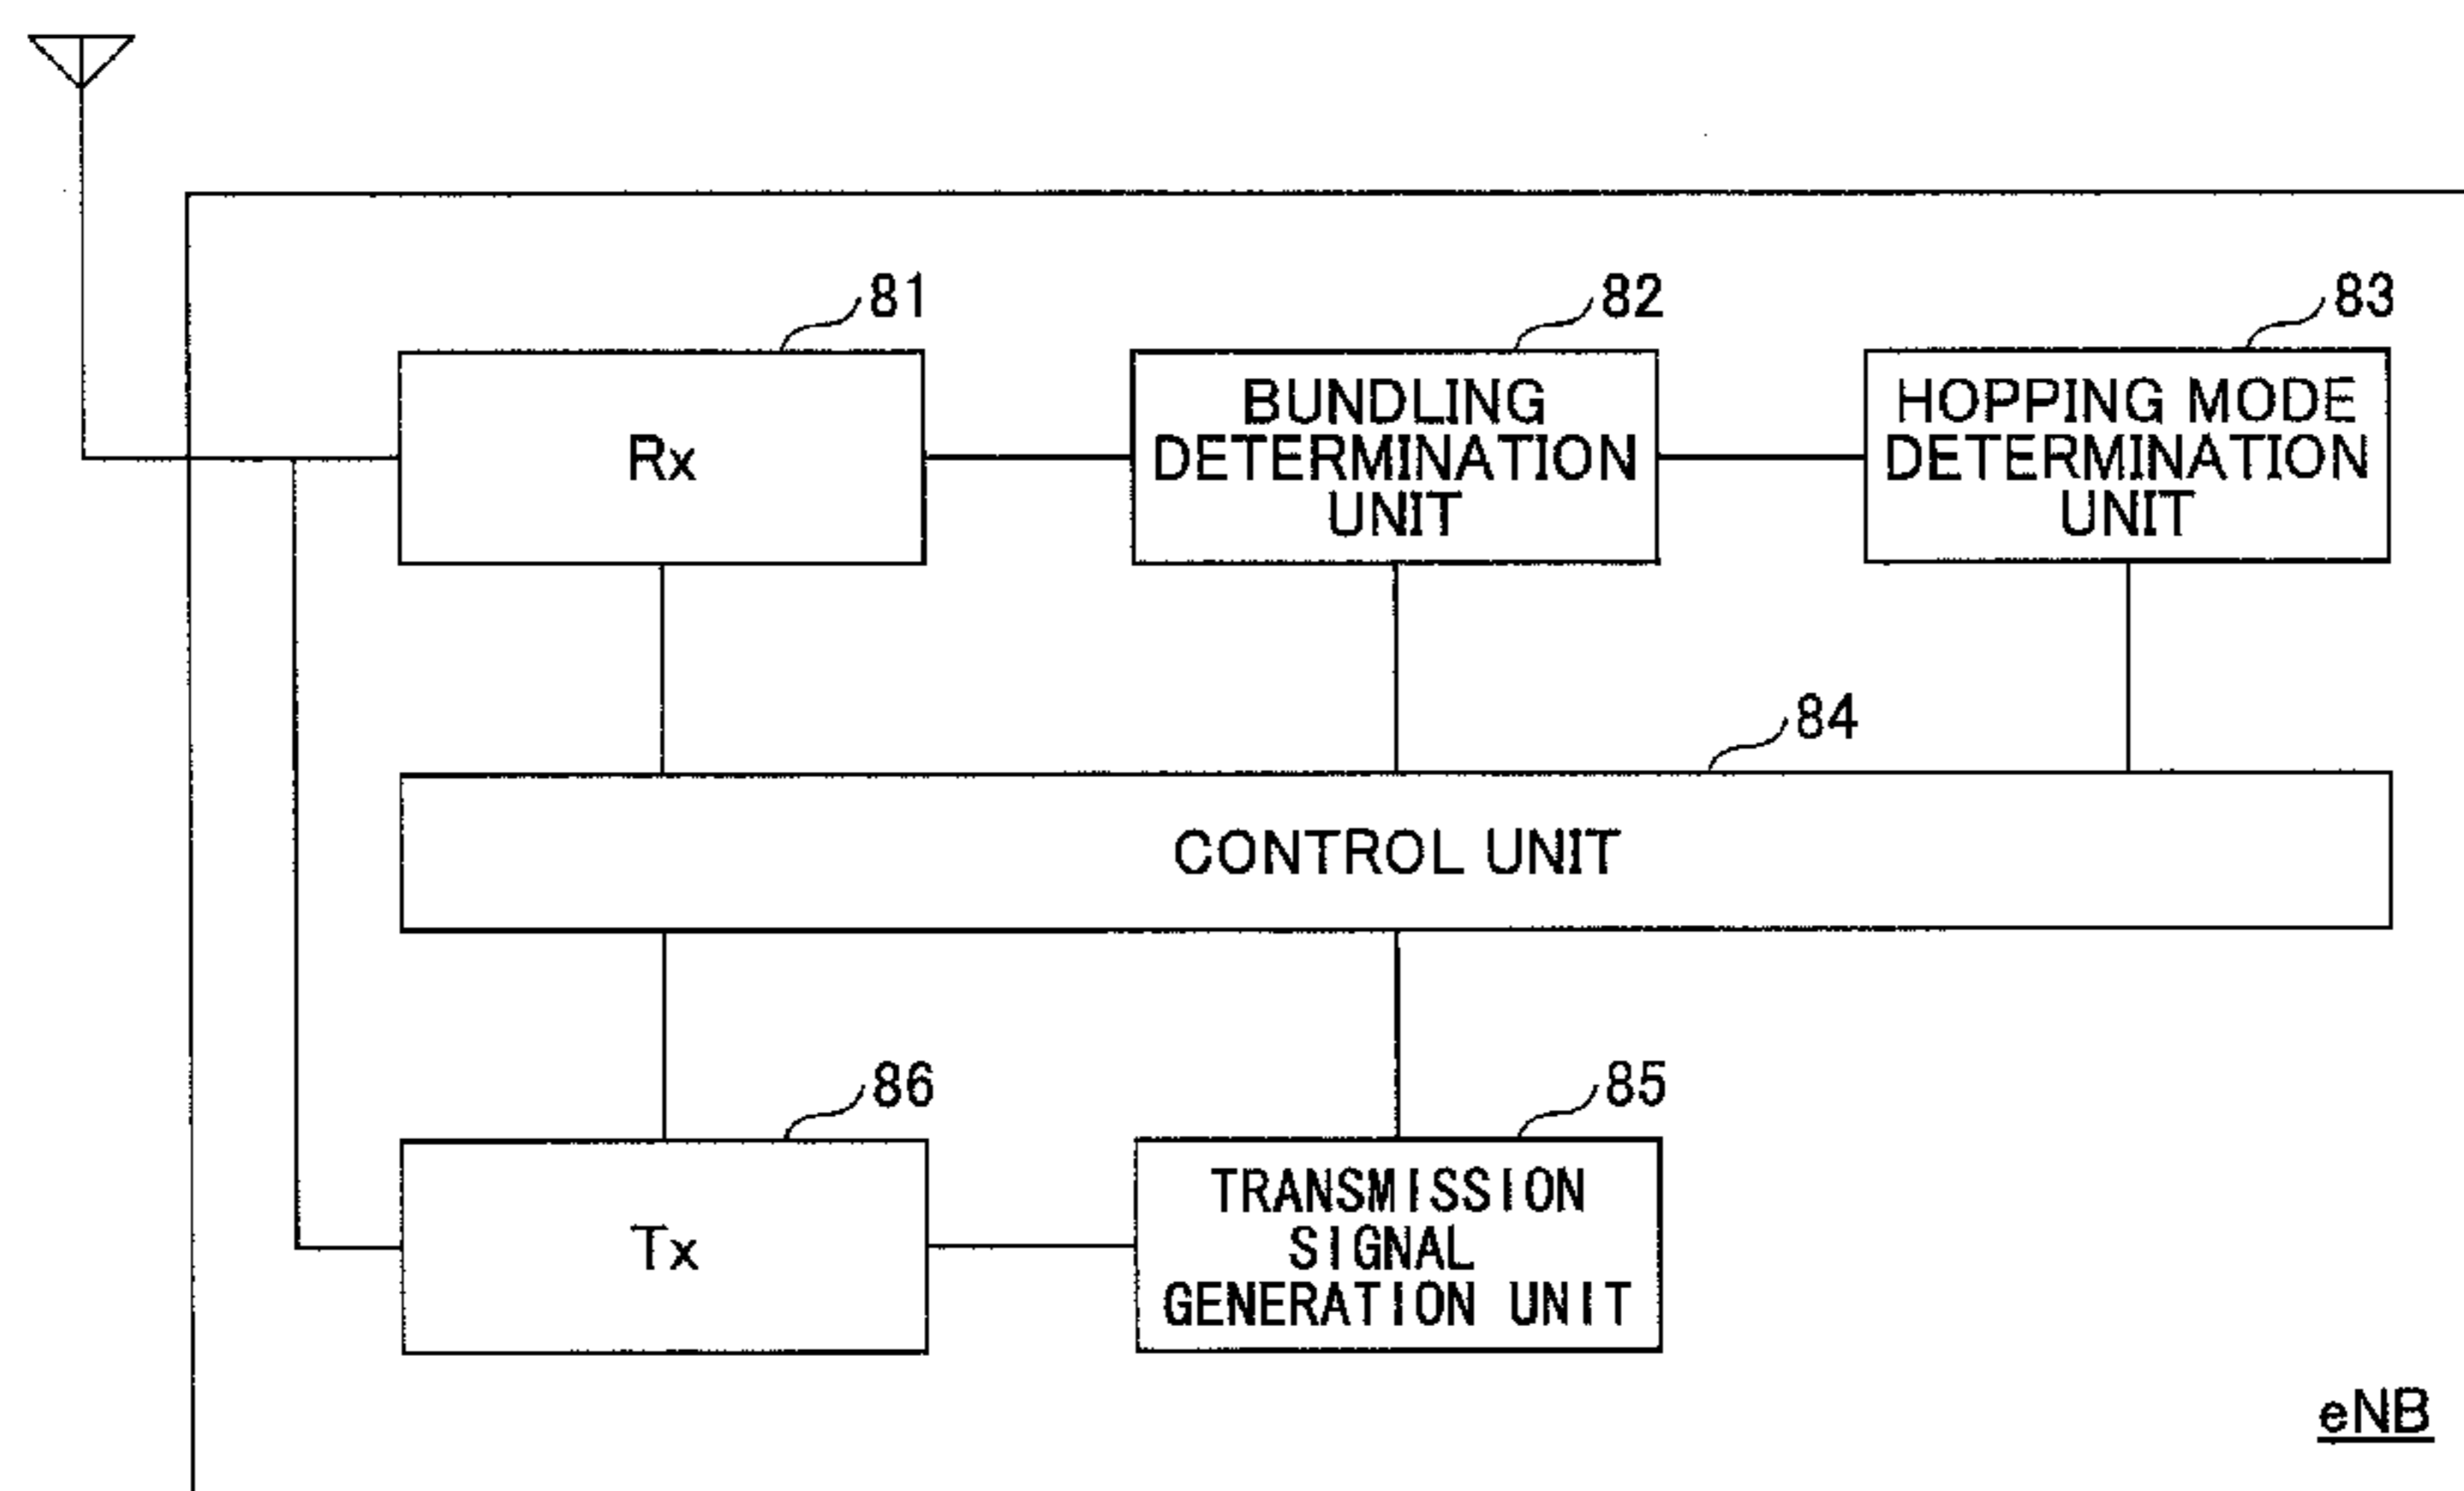 81
82
83
Rx
BUNDLING
DETERMINATION
UNIT
HOPPING MODE
DETERMINATION
UNIT
84
CONTROL UNIT
86
85
Tx
TRANSMISSION
SIGNAL
GENERATION UNIT
eNB